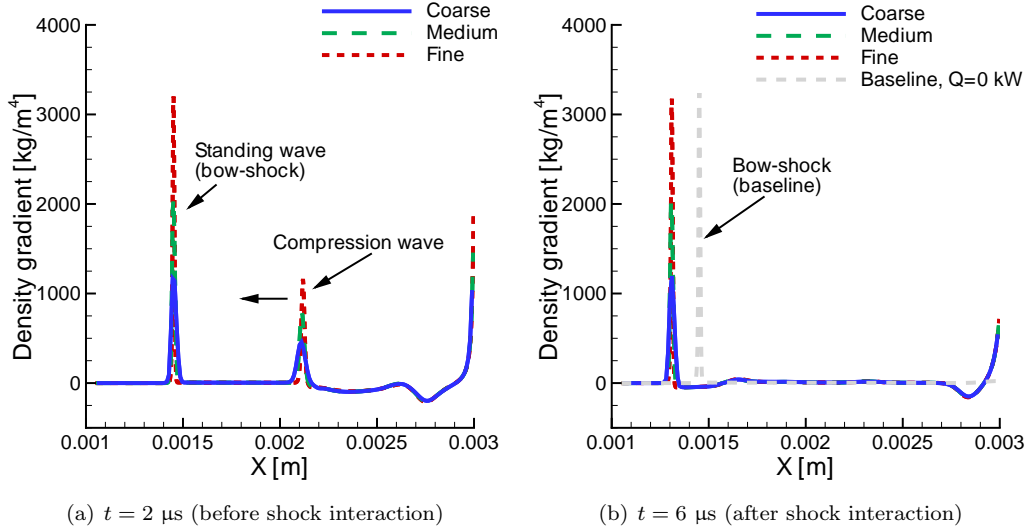 Coarse
Medium
Fine
4000
3000
2000
1000
0
Density gradient [kg/m⁴]
Standing wave
(bow-shock)
Compression wave
0.001
0.0015
0.002
0.0025
0.003
X [m]
(a) t = 2 µs (before shock interaction)
Coarse
Medium
Fine
Baseline, Q=0 kW
4000
3000
2000
1000
0
Density gradient [kg/m⁴]
Bow-shock
(baseline)
0.001
0.0015
0.002
0.0025
0.003
X [m]
(b) t = 6 µs (after shock interaction)